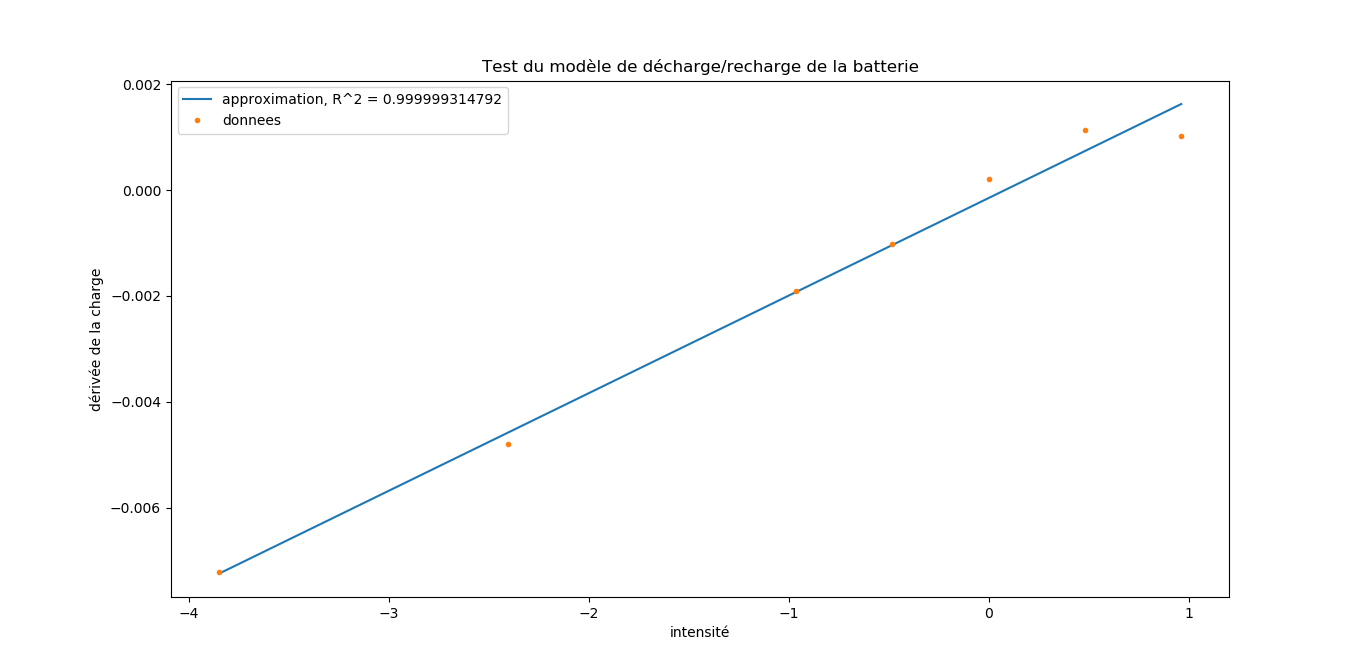 Test du modèle de décharge/recharge de la batterie
approximation, R^2 = 0.999999314792
donnees
0.002
0.000
−0.002
−0.004
−0.006
dérivée de la charge
−4
−3
−2
−1
0
1
intensité